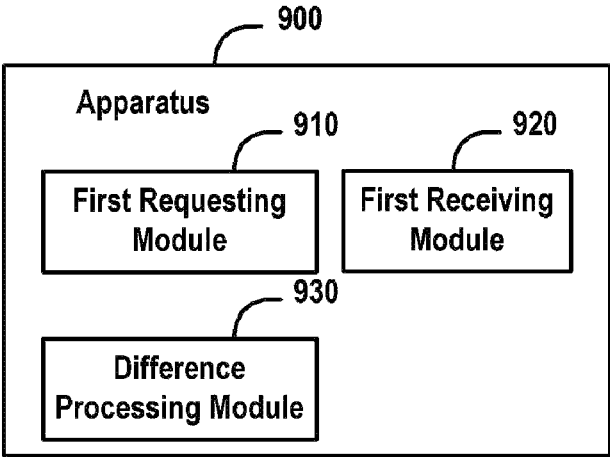 900
Apparatus
910
920
First Requesting
Module
First Receiving
Module
930
Difference
Processing Module